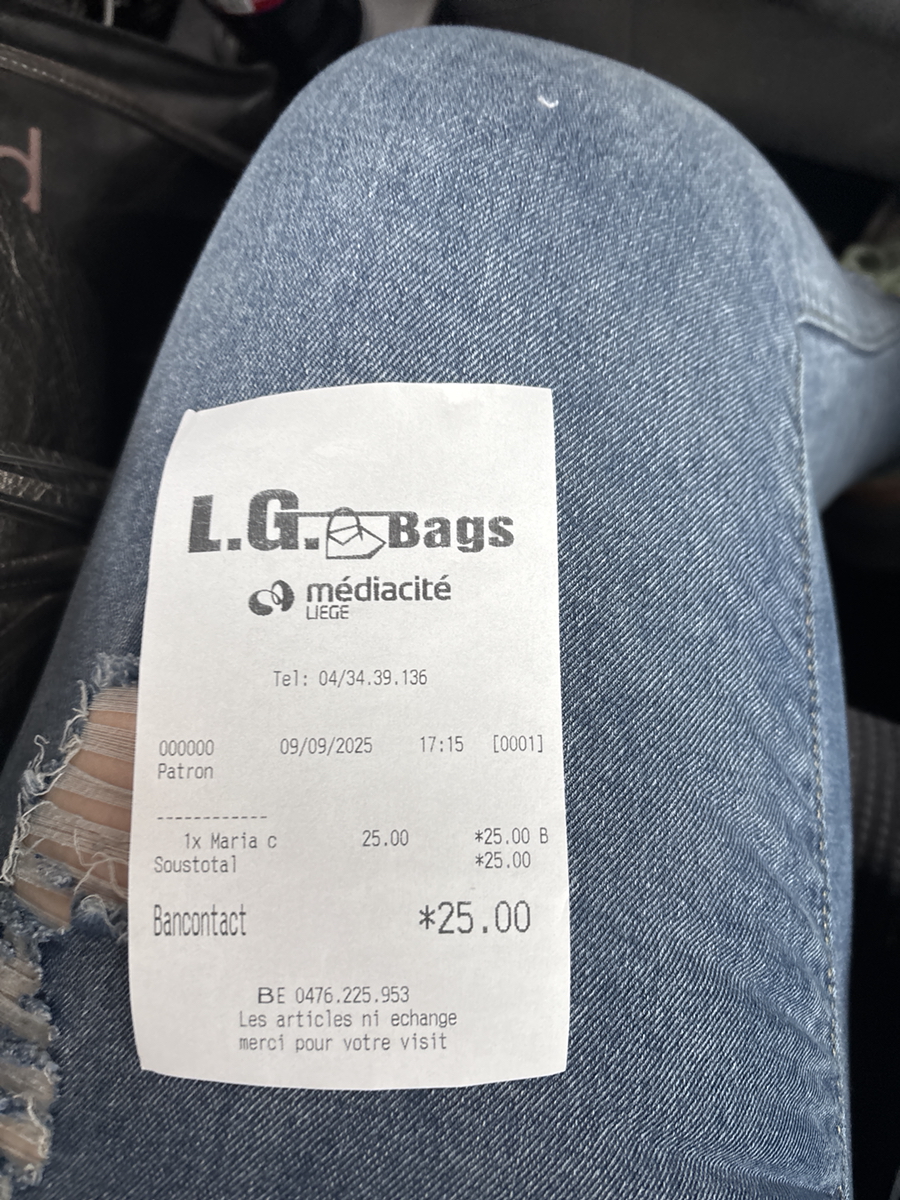 d
L.G. Bags
médiacité
LIEGE
Tel: 04/34.39.136
000000 09/09/2025 17:15 [0001]
Patron
------------
1x Maria c 25.00 *25.00 B
Soustotal *25.00
Bancontact *25.00
BE 0476.225.953
Les articles ni echange
merci pour votre visit